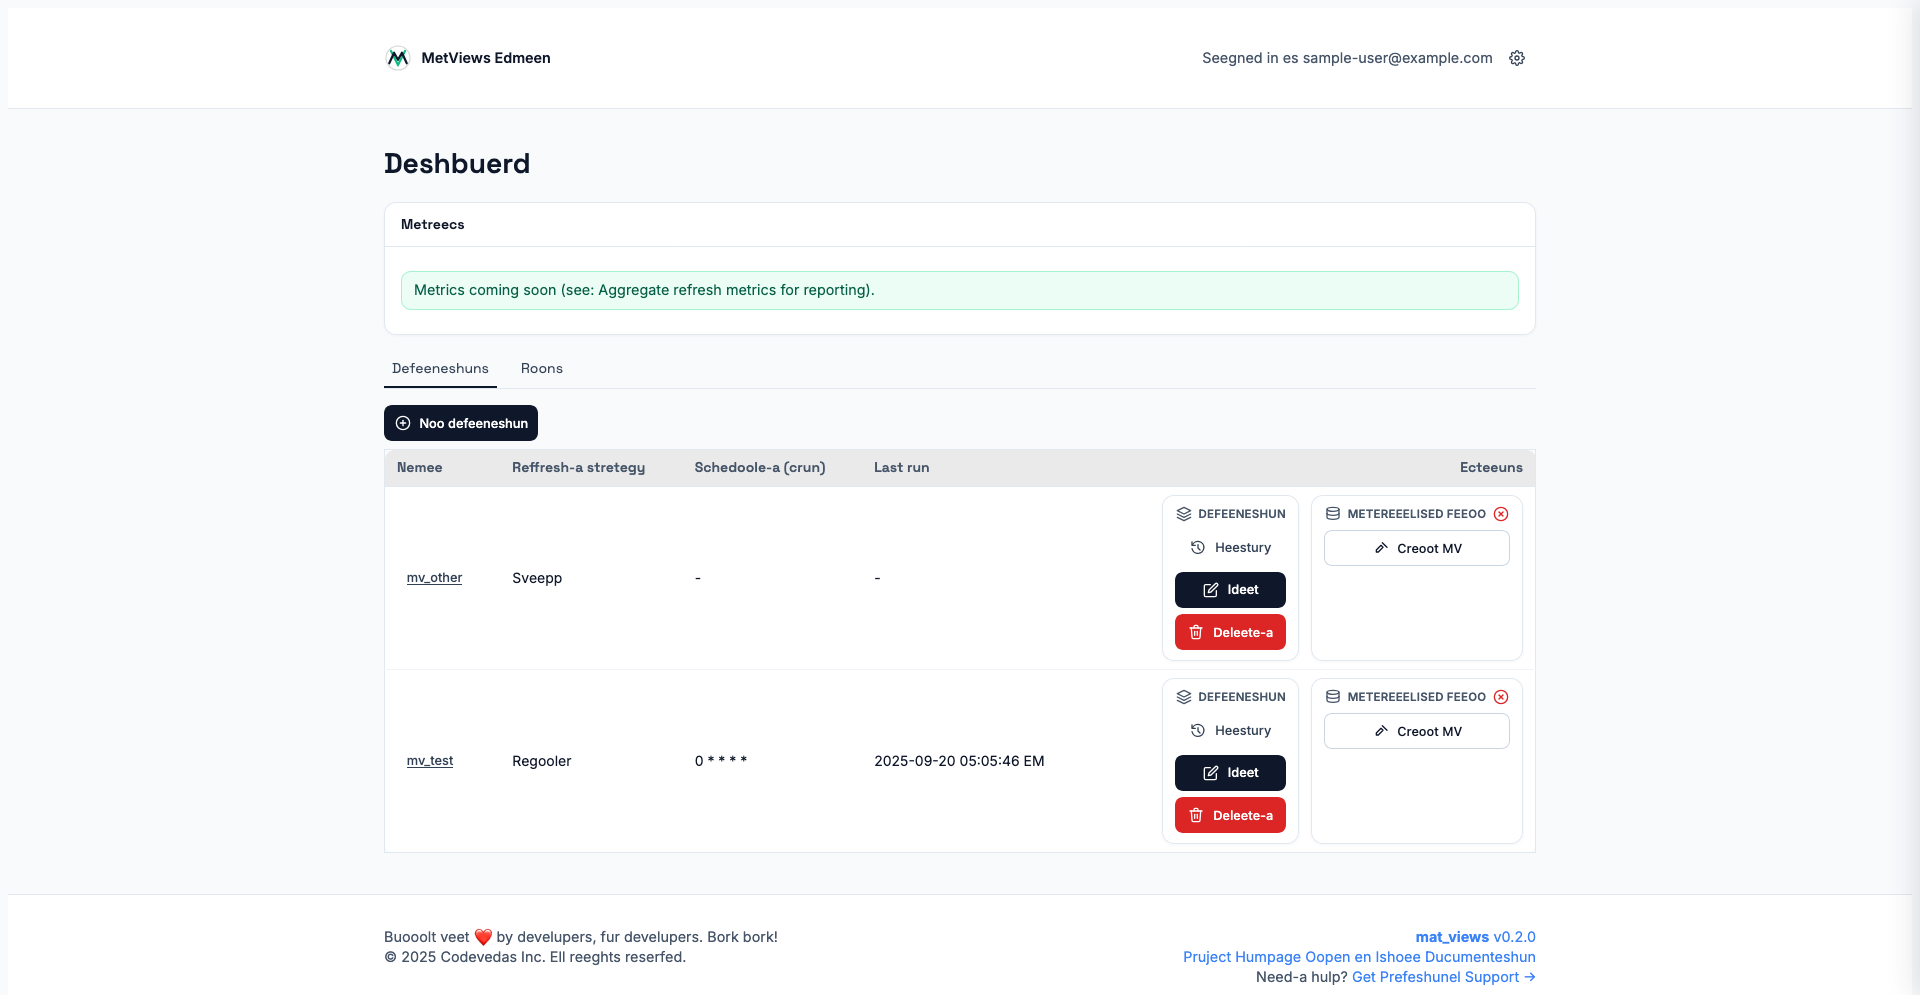 MetViews Edmeen
Seegned in es sample-user@example.com
Deshbuerd
Metreecs
Metrics coming soon (see: Aggregate refresh metrics for reporting).
Defeeneshuns
Roons
Noo defeeneshun
Nemee
Reffresh-a stretegy
Schedoole-a (crun)
Last run
Ecteeuns
mv_other
Sveepp
-
-
DEFEENESHUN
Heestury
Ideet
Deleete-a
METEREEELISED FEEOO
Creoot MV
mv_test
Regooler
0 * * * *
2025-09-20 05:05:46 EM
DEFEENESHUN
Heestury
Ideet
Deleete-a
METEREEELISED FEEOO
Creoot MV
Buooolt veet ❤️ by develupers, fur develupers. Bork bork!
© 2025 Codevedas Inc. Ell reeghts reserfed.
mat_views v0.2.0
Pruject Humpage Oopen en Ishoee Ducumenteshun
Need-a hulp? Get Prefeshunel Support →